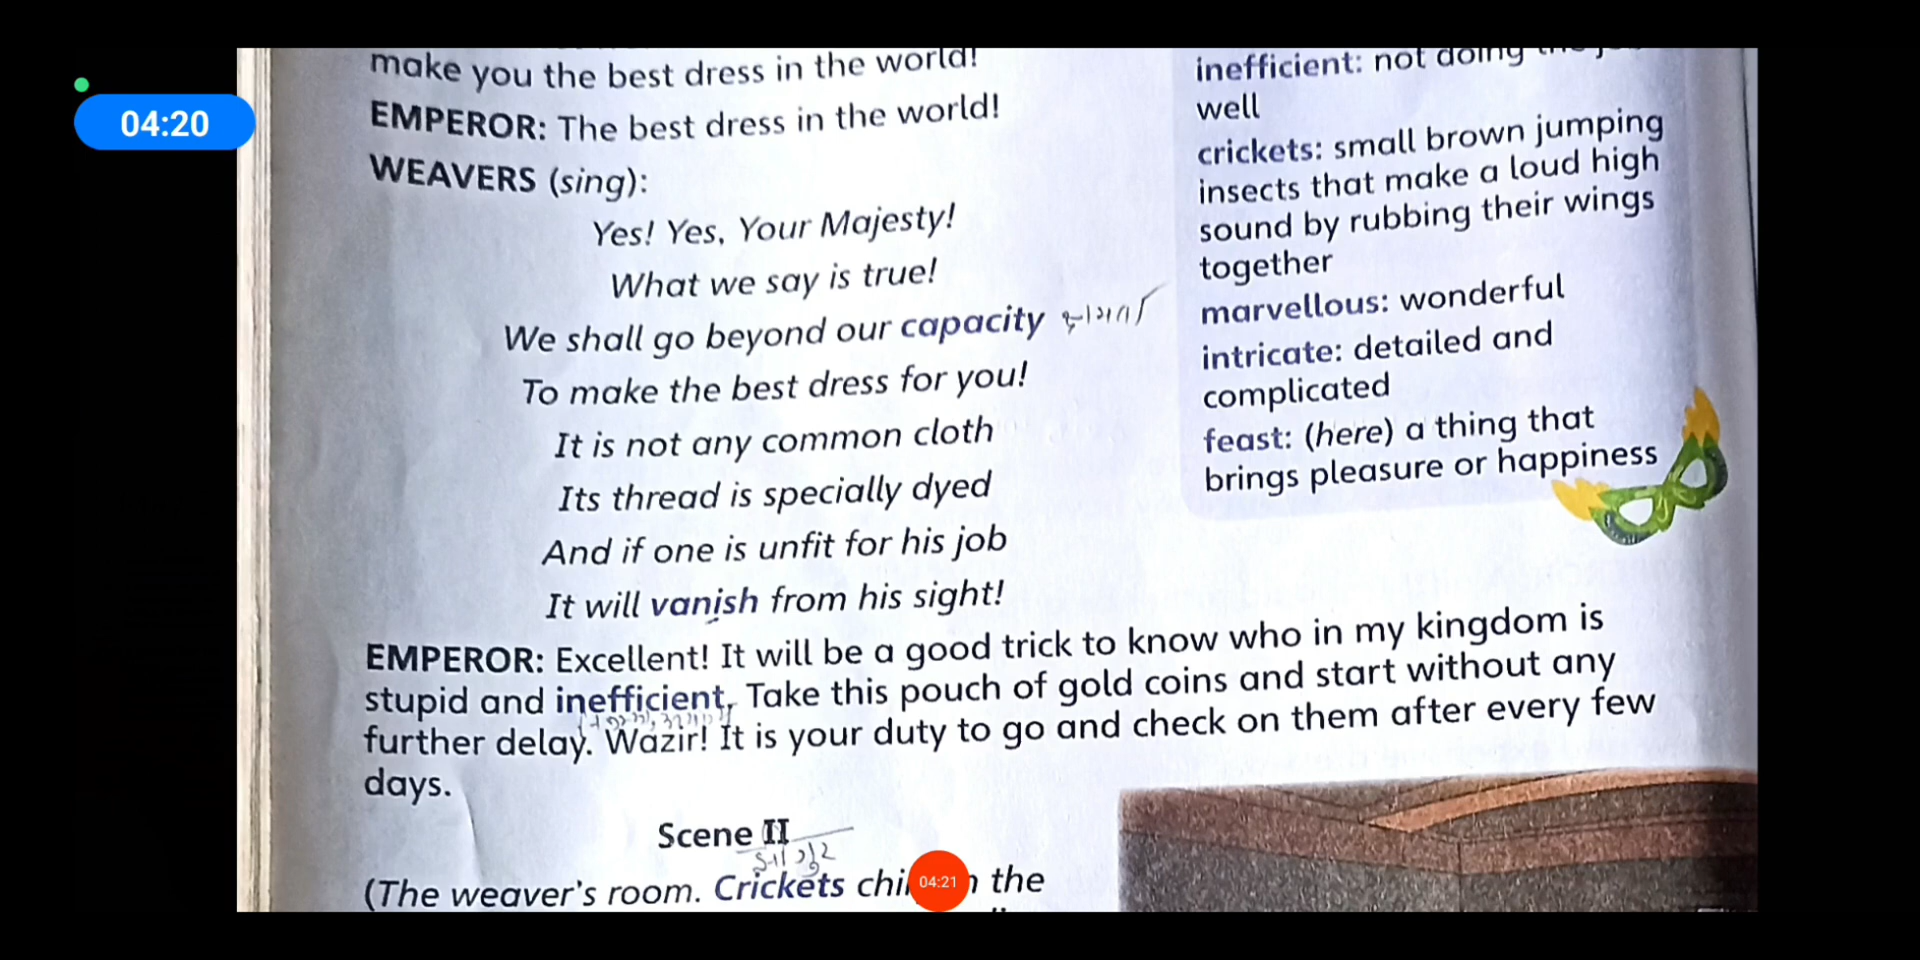 04:20
make you the best dress in the world!
EMPEROR: The best dress in the world!
WEAVERS (sing):
Yes! Yes, Your Majesty!
What we say is true!
We shall go beyond our capacity
To make the best dress for you!
It is not any common cloth
Its thread is specially dyed
And if one is unfit for his job
It will vanish from his sight!
EMPEROR: Excellent! It will be a good trick to know who in my kingdom is
stupid and inefficient. Take this pouch of gold coins and start without any
further delay. Wazir! It is your duty to go and check on them after every few
days.
Scene II
(The weaver's room. Crickets the
04:21
inefficient: not doing
well
crickets: small brown jumping
insects that make a loud high
sound by rubbing their wings
together
marvellous: wonderful
intricate: detailed and
complicated
feast: (here) a thing that
brings pleasure or happiness